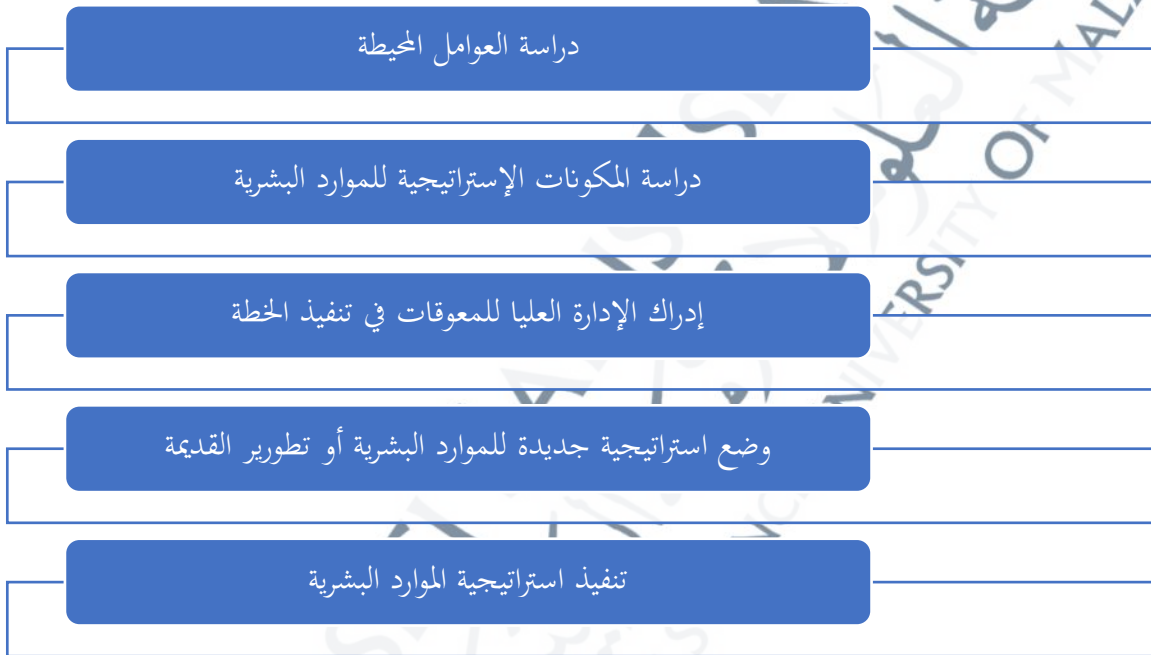 دراسة العوامل المحيطة
دراسة المكونات الإستراتيجية للموارد البشرية
إدراك الإدارة العليا للمعوقات في تنفيذ الخطة
وضع استراتيجية جديدة للموارد البشرية أو تطورير القديمة
تنفيذ استراتيجية الموارد البشرية